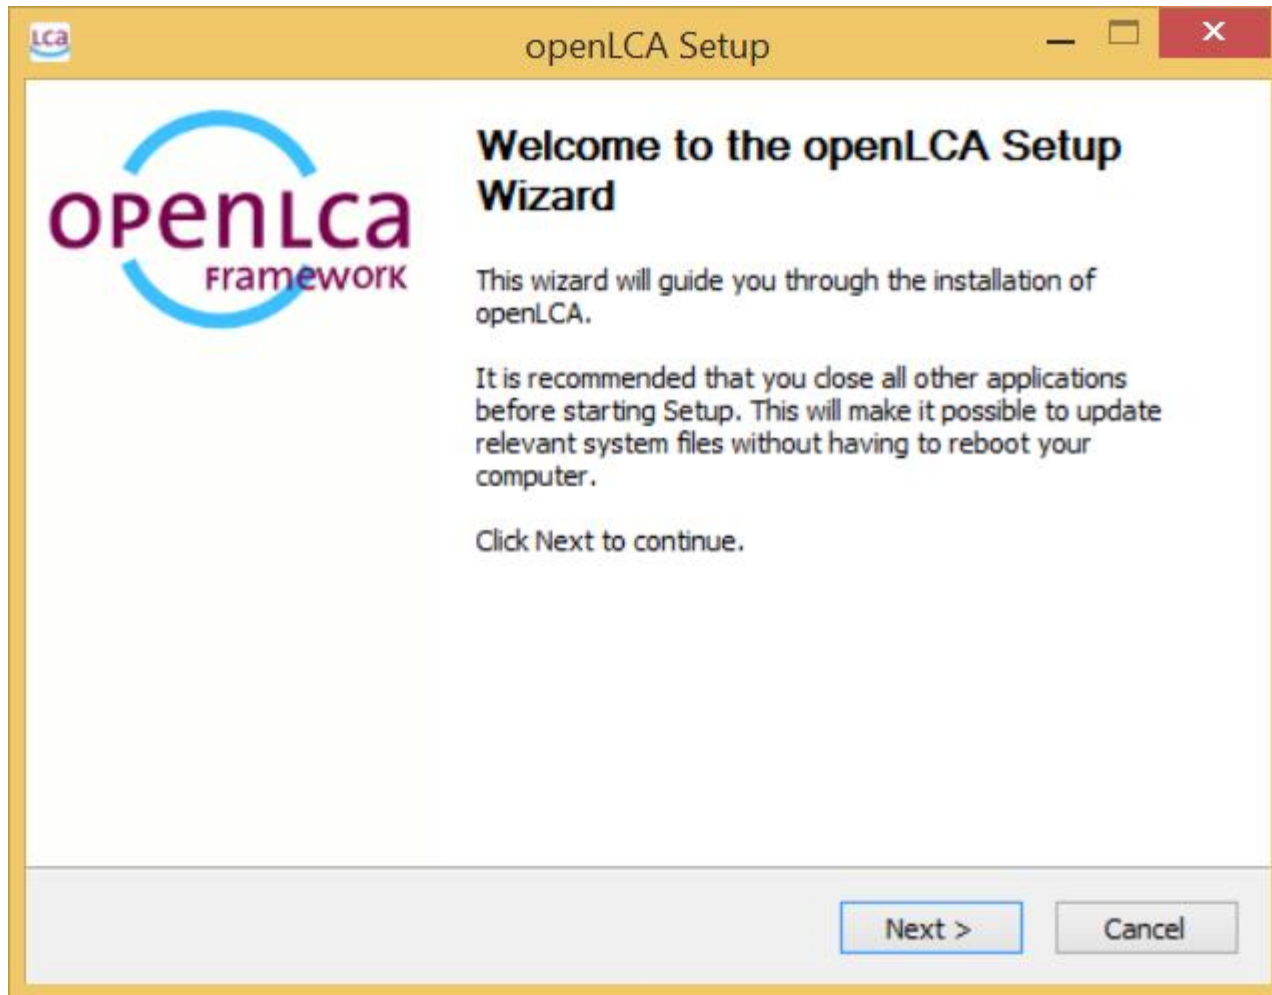 LCA
openLCA Setup
openLCA
Framework
Welcome to the openLCA Setup
Wizard
This wizard will guide you through the installation of
openLCA.
It is recommended that you close all other applications
before starting Setup. This will make it possible to update
relevant system files without having to reboot your
computer.
Click Next to continue.
Next >
Cancel